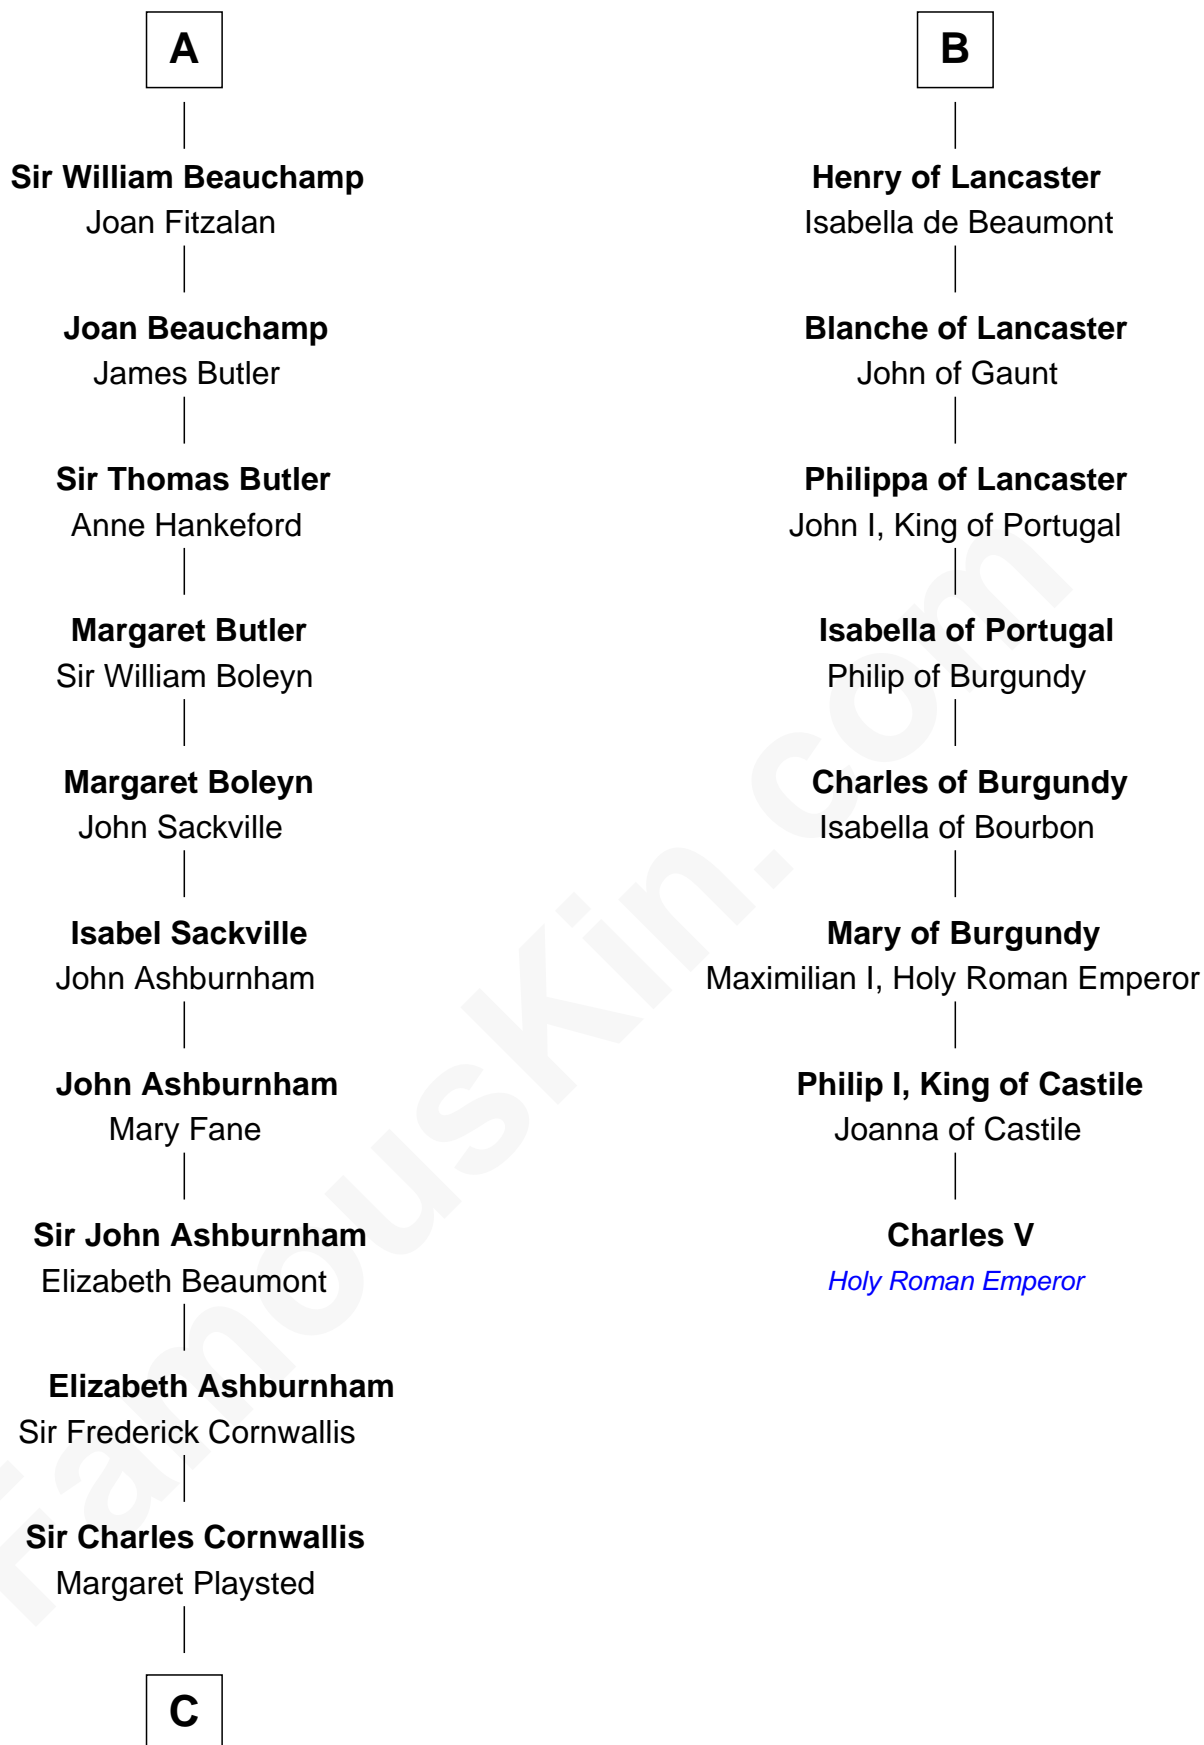 A
Sir William Beauchamp
Joan Fitzalan
Joan Beauchamp
James Butler
Sir Thomas Butler
Anne Hankeford
Margaret Butler
Sir William Boleyn
Margaret Boleyn
John Sackville
Isabel Sackville
John Ashburnham
John Ashburnham
Mary Fane
Sir John Ashburnham
Elizabeth Beaumont
Elizabeth Ashburnham
Sir Frederick Cornwallis
Sir Charles Cornwallis
Margaret Playsted
C
B
Henry of Lancaster
Isabella de Beaumont
Blanche of Lancaster
John of Gaunt
Philippa of Lancaster
John I, King of Portugal
Isabella of Portugal
Philip of Burgundy
Charles of Burgundy
Isabella of Bourbon
Mary of Burgundy
Maximilian I, Holy Roman Emperor
Philip I, King of Castile
Joanna of Castile
Charles V
Holy Roman Emperor
FamousKin.com